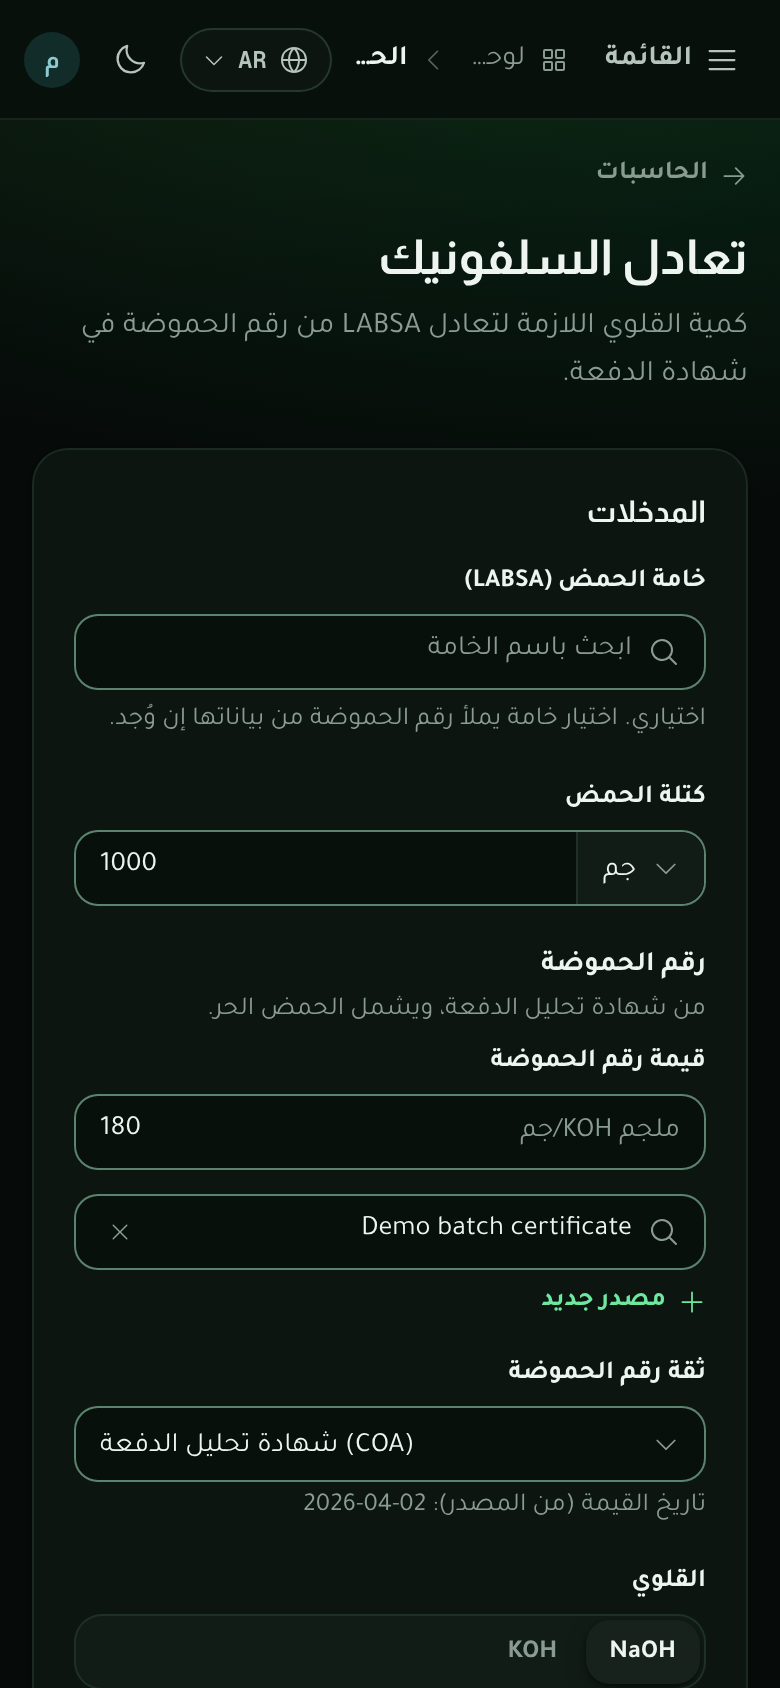 القائمة
لوحـ...
الحـ...
AR
م
الحاسبات
تعادل السلفونيك
كمية القلوي اللازمة لتعادل LABSA من رقم الحموضة في
شهادة الدفعة.
المدخلات
خامة الحمض (LABSA)
ابحث باسم الخامة
اختياري. اختيار خامة يملأ رقم الحموضة من بياناتها إن وُجد.
كتلة الحمض
جم
1000
رقم الحموضة
من شهادة تحليل الدفعة، ويشمل الحمض الحر.
قيمة رقم الحموضة
ملجم KOH/جم
180
Demo batch certificate
مصدر جديد
ثقة رقم الحموضة
شهادة تحليل الدفعة (COA)
تاريخ القيمة (من المصدر): 2026-04-02
القلوي
NaOH
KOH